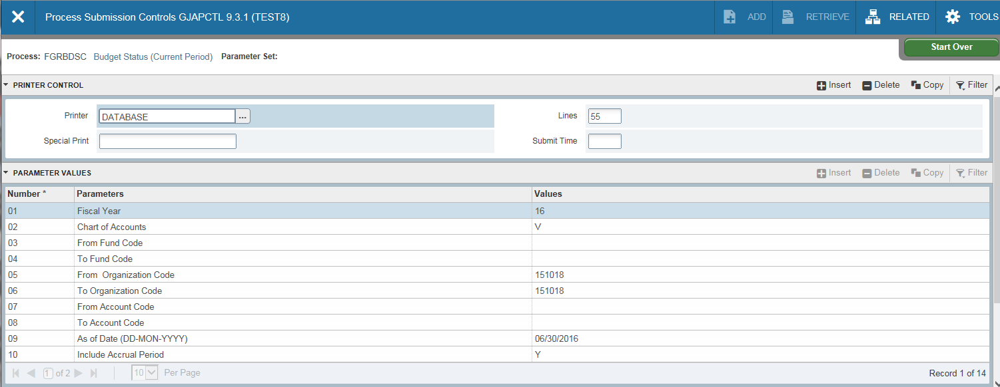 Process Submission Controls GJAPCTL 9.3.1 (TEST8) ADD RETRIEVE RELATED TOOLS
Start Over
Process: FGRBDSC Budget Status (Current Period) Parameter Set:
PRINTER CONTROL Insert Delete Copy Filter
Printer DATABASE ... Lines 55
Special Print Submit Time
PARAMETER VALUES Insert Delete Copy Filter
Number * Parameters Values
01 Fiscal Year 16
02 Chart of Accounts V
03 From Fund Code
04 To Fund Code
05 From Organization Code 151018
06 To Organization Code 151018
07 From Account Code
08 To Account Code
09 As of Date (DD-MON-YYYY) 06/30/2016
10 Include Accrual Period Y
1 of 2 10 Per Page Record 1 of 14